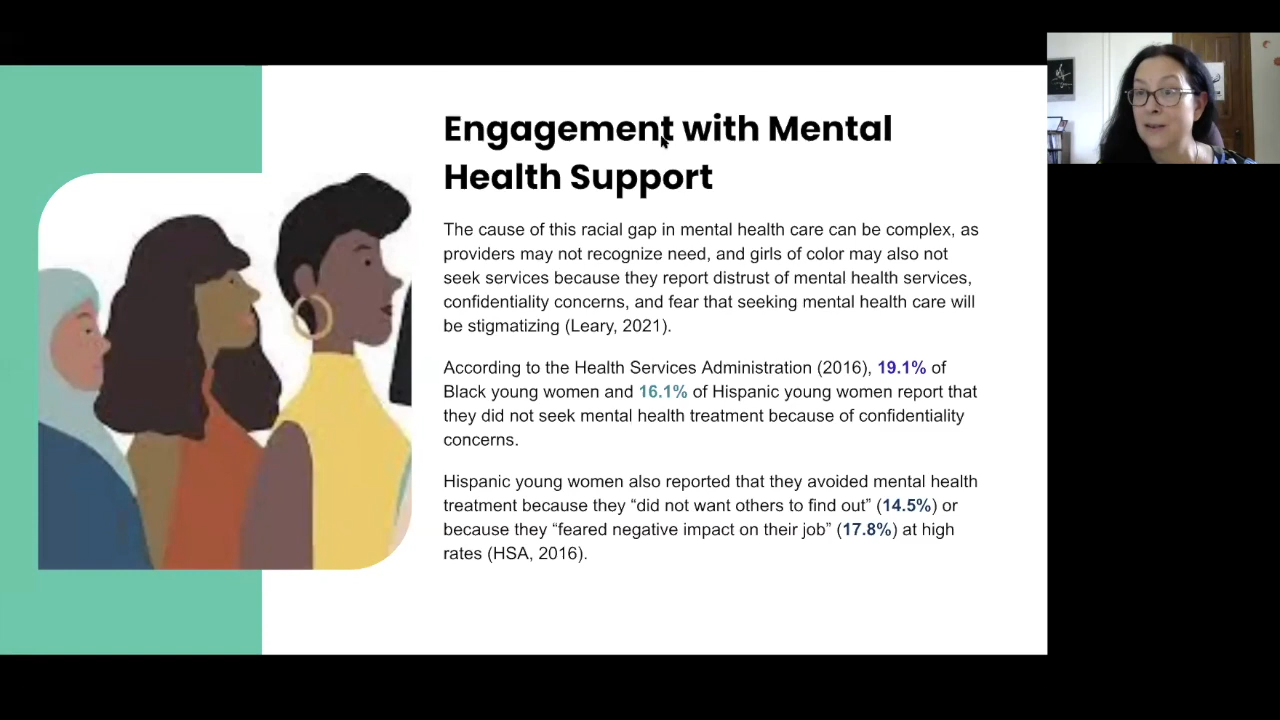 Engagement with Mental
Health Support
The cause of this racial gap in mental health care can be complex, as
providers may not recognize need, and girls of color may also not
seek services because they report distrust of mental health services,
confidentiality concerns, and fear that seeking mental health care will
be stigmatizing (Leary, 2021).
According to the Health Services Administration (2016), 19.1% of
Black young women and 16.1% of Hispanic young women report that
they did not seek mental health treatment because of confidentiality
concerns.
Hispanic young women also reported that they avoided mental health
treatment because they “did not want others to find out” (14.5%) or
because they “feared negative impact on their job” (17.8%) at high
rates (HSA, 2016).